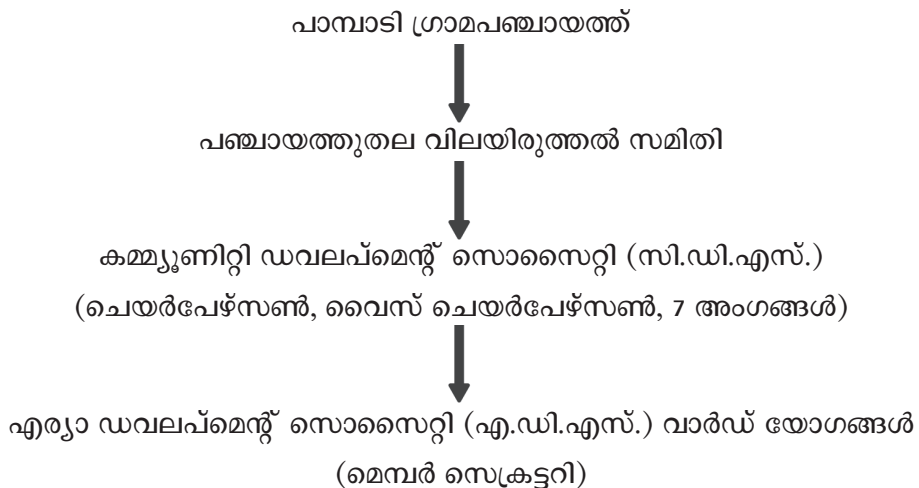 പാമ്പാടി ഗ്രാമപഞ്ചായത്ത്
പഞ്ചായത്തുതല വിലയിരുത്തൽ സമിതി
കമ്മ്യൂണിറ്റി ഡവലപ്മെന്റ് സൊസൈറ്റി (സി.ഡി.എസ്.)
(ചെയർപേഴ്സൺ, വൈസ് ചെയർപേഴ്സൺ, 7 അംഗങ്ങൾ)
എര്യാ ഡവലപ്മെന്റ് സൊസൈറ്റി (എ.ഡി.എസ്.) വാർഡ് യോഗങ്ങൾ
(മെമ്പർ സെക്രട്ടറി)